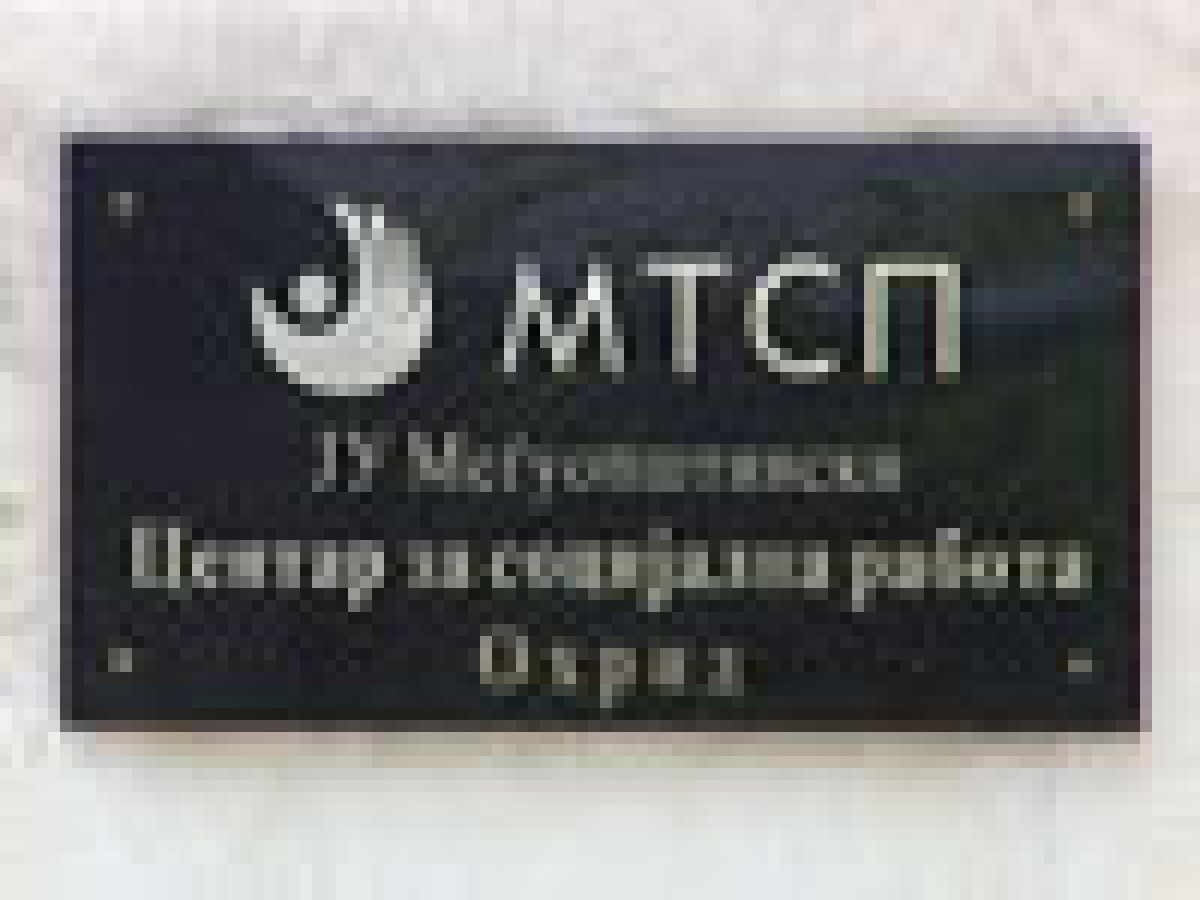 МТСП
ЈУ Меѓуопштински
Центар за социјална работа
Охрид